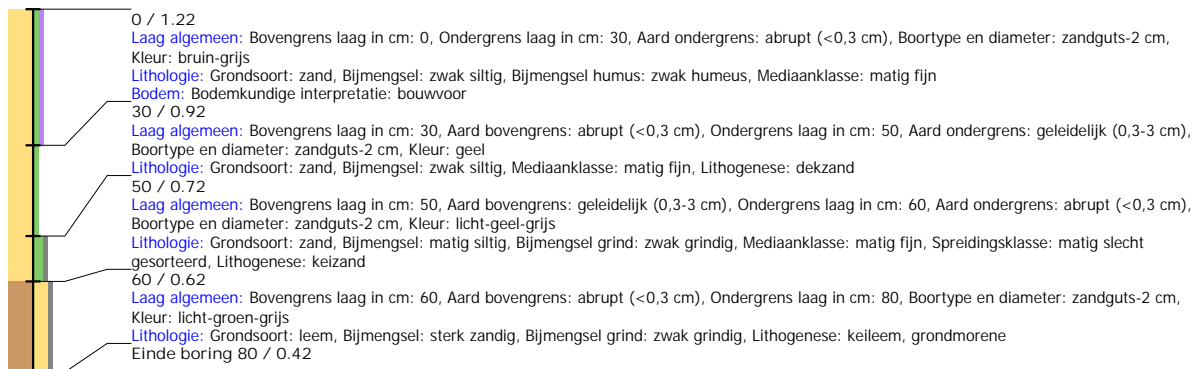 0 / 1.22
Laag algemeen: Bovengrens laag in cm: 0, Ondergrens laag in cm: 30, Aard ondergrens: abrupt (<0,3 cm), Boortype en diameter: zandguts-2 cm,
Kleur: bruin-grijs
Lithologie: Grondsoort: zand, Bijmengsel: zwak siltig, Bijmengsel humus: zwak humeus, Mediaanklasse: matig fijn
Bodem: Bodemkundige interpretatie: bouwvoor
30 / 0.92
Laag algemeen: Bovengrens laag in cm: 30, Aard bovengrens: abrupt (<0,3 cm), Ondergrens laag in cm: 50, Aard ondergrens: geleidelijk (0,3-3 cm),
Boortype en diameter: zandguts-2 cm, Kleur: geel
Lithologie: Grondsoort: zand, Bijmengsel: zwak siltig, Mediaanklasse: matig fijn, Lithogenese: dekzand
50 / 0.72
Laag algemeen: Bovengrens laag in cm: 50, Aard bovengrens: geleidelijk (0,3-3 cm), Ondergrens laag in cm: 60, Aard ondergrens: abrupt (<0,3 cm),
Boortype en diameter: zandguts-2 cm, Kleur: licht-geel-grijs
Lithologie: Grondsoort: zand, Bijmengsel: matig siltig, Bijmengsel grind: zwak grindig, Mediaanklasse: matig fijn, Spreidingsklasse: matig slecht
gesorteerd, Lithogenese: keizand
60 / 0.62
Laag algemeen: Bovengrens laag in cm: 60, Aard bovengrens: abrupt (<0,3 cm), Ondergrens laag in cm: 80, Boortype en diameter: zandguts-2 cm,
Kleur: licht-groen-grijs
Lithologie: Grondsoort: leem, Bijmengsel: sterk zandig, Bijmengsel grind: zwak grindig, Lithogenese: keileem, grondmorene
Einde boring 80 / 0.42